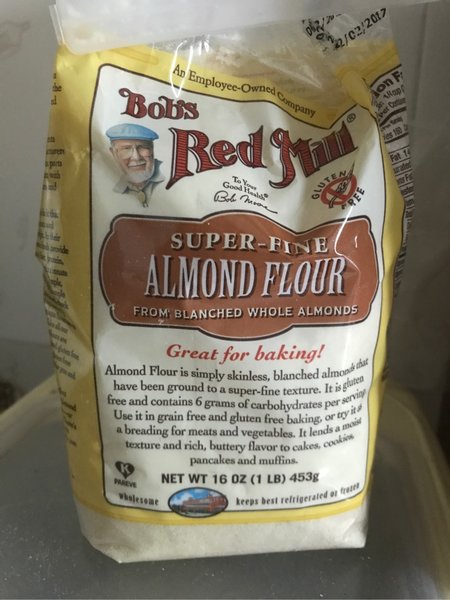 12/02/2017
An Employee-Owned Company
Bob's
Red Mill®
To Your
Good Health®
Bob Moore
GLUTEN FREE
SUPER-FINE
ALMOND FLOUR
FROM BLANCHED WHOLE ALMONDS
Great for baking!
Almond Flour is simply skinless, blanched almonds that
have been ground to a super-fine texture. It is gluten
free and contains 6 grams of carbohydrates per serving.
Use it in grain free and gluten free baking, or try it as
a breading for meats and vegetables. It lends a moist
texture and rich, buttery flavor to cakes, cookies,
pancakes and muffins.
K
PAREVE
NET WT 16 OZ (1 LB) 453g
wholesome
keeps best refrigerated or frozen